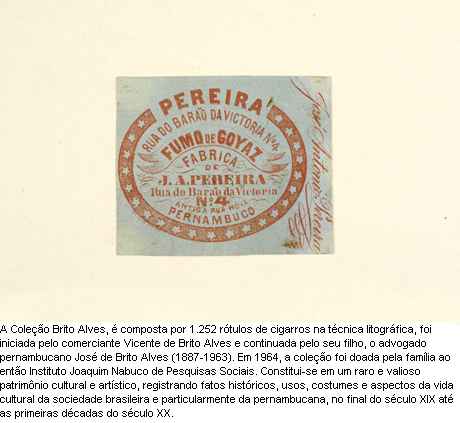 PEREIRA
RUA DO BARÃO DA VICTORIA Nº 4
FUMO DE GOYAZ
FABRICA
DE
J. A. PEREIRA
Rua do Barão da Victoria
Nº 4
ANTIGA RUA NOVA
PERNAMBUCO
A Coleção Brito Alves, é composta por 1.252 rótulos de cigarros na técnica litográfica, foi
iniciada pelo comerciante Vicente de Brito Alves e continuada pelo seu filho, o advogado
pernambucano José de Brito Alves (1887-1963). Em 1964, a coleção foi doada pela família ao
então Instituto Joaquim Nabuco de Pesquisas Sociais. Constitui-se em um raro e valioso
patrimônio cultural e artístico, registrando fatos históricos, usos, costumes e aspectos da vida
cultural da sociedade brasileira e particularmente da pernambucana, no final do século XIX até
as primeiras décadas do século XX.